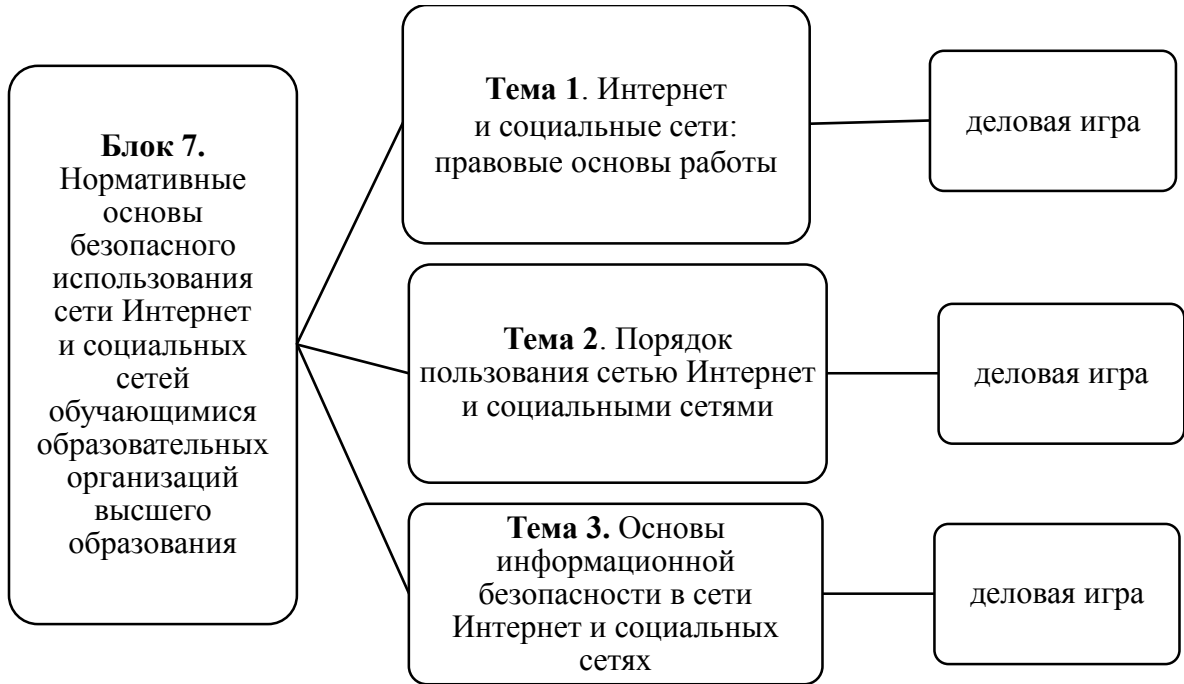 Блок 7.
Нормативные
основы
безопасного
использования
сети Интернет
и социальных
сетей
обучающимися
образовательных
организаций
высшего
образования
Тема 1. Интернет
и социальные сети:
правовые основы работы
деловая игра
Тема 2. Порядок
пользования сетью Интернет
и социальными сетями
деловая игра
Тема 3. Основы
информационной
безопасности в сети
Интернет и социальных
сетях
деловая игра